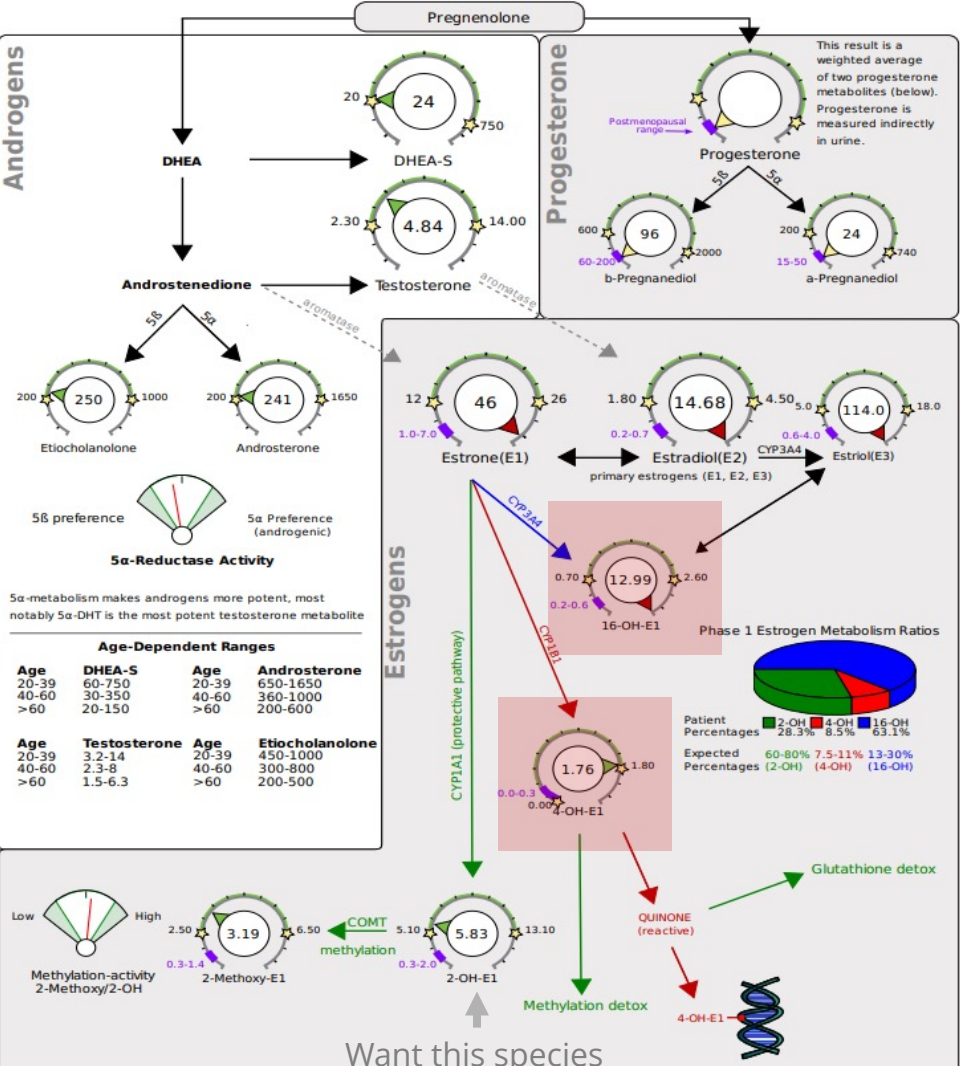 Pregnenolone
Androgens
Progesterone
Estrogens
20
24
750
DHEA
DHEA-S
2.30
4.84
14.00
Androstenedione
Testosterone
aromatase
aromatase
This result is a
weighted average
of two progesterone
metabolites (below).
Progesterone is
measured indirectly
in urine.
Postmenopausal
range
Progesterone
5ß
5α
600
96
2000
60-200
b-Pregnanediol
200
24
740
15-50
a-Pregnanediol
5ß
5α
200
250
1000
Etiocholanolone
200
241
1650
Androsterone
5ß preference
5α Preference
(androgenic)
5α-Reductase Activity
5α-metabolism makes androgens more potent, most
notably 5α-DHT is the most potent testosterone metabolite
Age-Dependent Ranges
Age DHEA-S Age Androsterone
20-39 60-750 20-39 650-1650
40-60 30-350 40-60 360-1000
>60 20-150 >60 200-600
Age Testosterone Age Etiocholanolone
20-39 3.2-14 20-39 450-1000
40-60 2.3-8 40-60 300-800
>60 1.5-6.3 >60 200-500
12
46
26
1.0-7.0
Estrone(E1)
1.80
14.68
4.50
0.2-0.7
Estradiol(E2)
CYP3A4
5.0
114.0
18.0
0.6-4.0
Estriol(E3)
primary estrogens (E1, E2, E3)
CYP3A4
0.70
12.99
2.60
0.2-0.6
16-OH-E1
CYP1B1
CYP1A1 (protective pathway)
Phase 1 Estrogen Metabolism Ratios
Patient 2-OH 4-OH 16-OH
Percentages 28.3% 8.5% 63.1%
Expected 60-80% 7.5-11% 13-30%
Percentages (2-OH) (4-OH) (16-OH)
1.76
1.80
0.0-0.3
0.00
4-OH-E1
Low
High
Methylation-activity
2-Methoxy/2-OH
2.50
3.19
6.50
0.3-1.4
2-Methoxy-E1
COMT
methylation
5.10
5.83
13.10
0.3-2.0
2-OH-E1
Glutathione detox
QUINONE
(reactive)
Methylation detox
4-OH-E1
Want this species